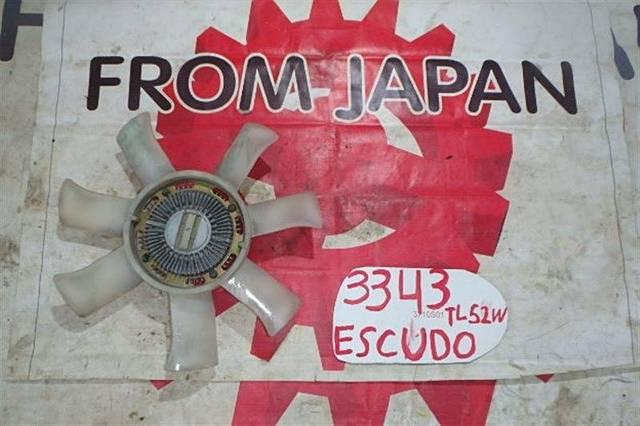 FROM JAPAN
3343
TL52W
ESCUDO